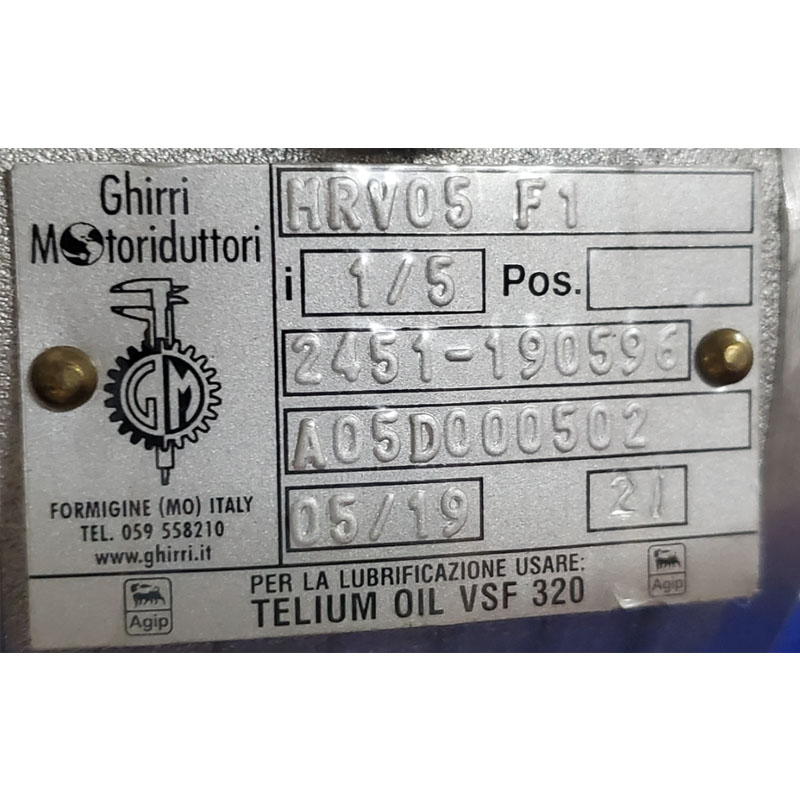 Ghirri
Motoriduttori
GM
FORMIGINE (MO) ITALY
TEL. 059 558210
www.ghirri.it
MRV05 F1
i 1/5 Pos.
2451-190596
A05D000502
05/19 21
PER LA LUBRIFICAZIONE USARE:
TELIUM OIL VSF 320
Agip
Agip